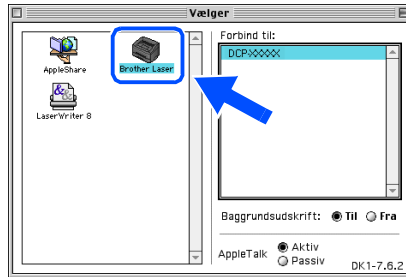 Vælger
AppleShare
Brother Laser
LaserWriter 8
Forbind til:
DCP-XXXXX
Baggrundsudskrift: Til Fra
AppleTalk Aktiv
Passiv
DK1-7.6.2